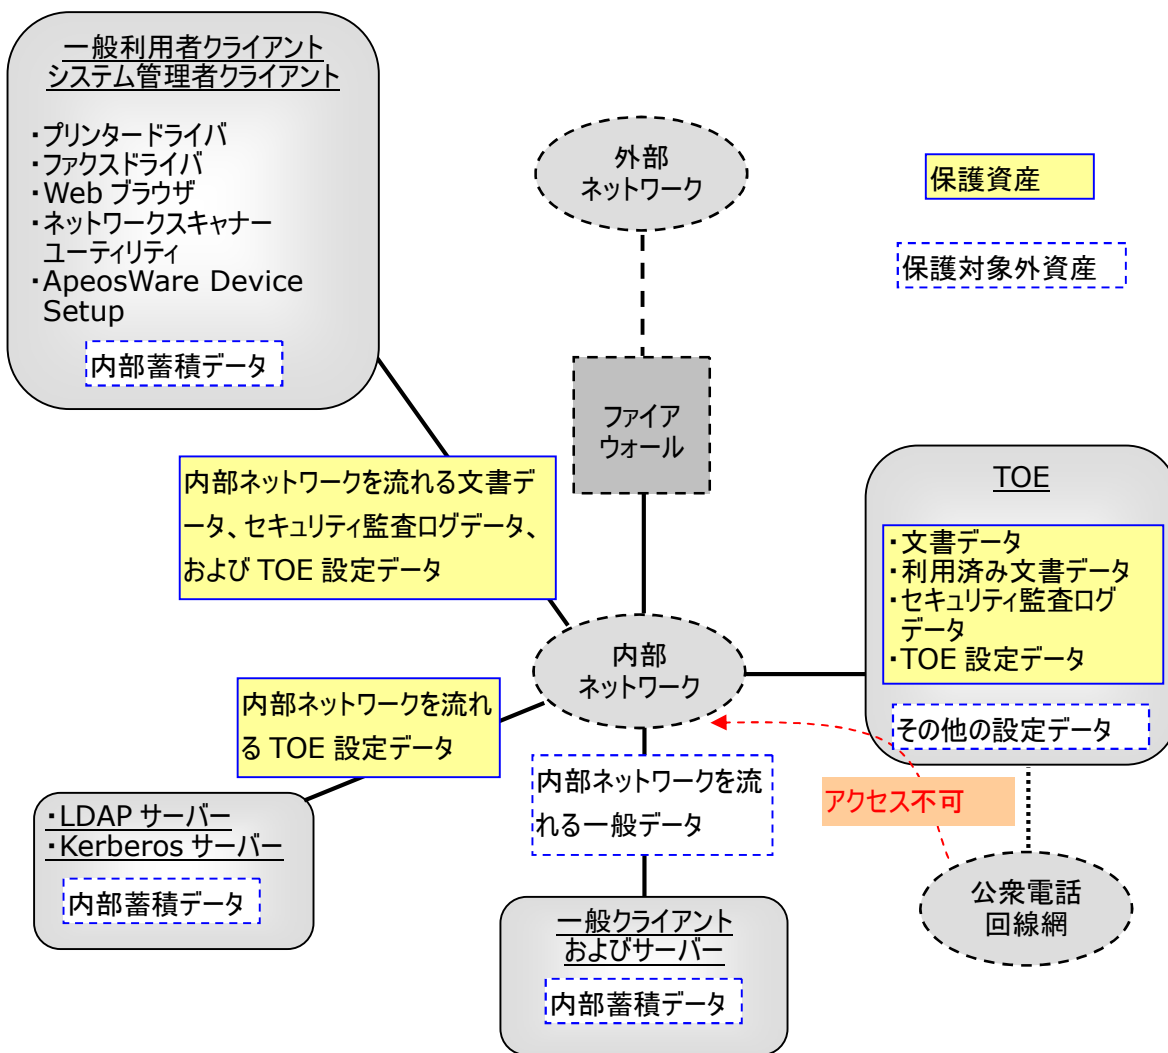 一般利用者クライアント
システム管理者クライアント
・プリンタードライバ
・ファクスドライバ
・Web ブラウザ
・ネットワークスキャナー
ユーティリティ
・ApeosWare Device
Setup
内部蓄積データ
外部
ネットワーク
保護資産
保護対象外資産
ファイア
ウォール
内部ネットワークを流れる文書デ
ータ、セキュリティ監査ログデータ、
および TOE 設定データ
TOE
・文書データ
・利用済み文書データ
・セキュリティ監査ログ
データ
・TOE 設定データ
その他の設定データ
内部
ネットワーク
内部ネットワークを流れ
る TOE 設定データ
内部ネットワークを流
れる一般データ
アクセス不可
・LDAP サーバー
・Kerberos サーバー
内部蓄積データ
公衆電話
回線網
一般クライアント
およびサーバー
内部蓄積データ